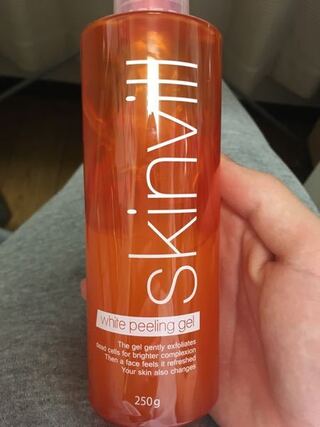 Skinvill
white peeling gel
The gel gently exfoliates
dead cells for brighter complexion
Then a face feels it refreshed
Your skin also changes
250g